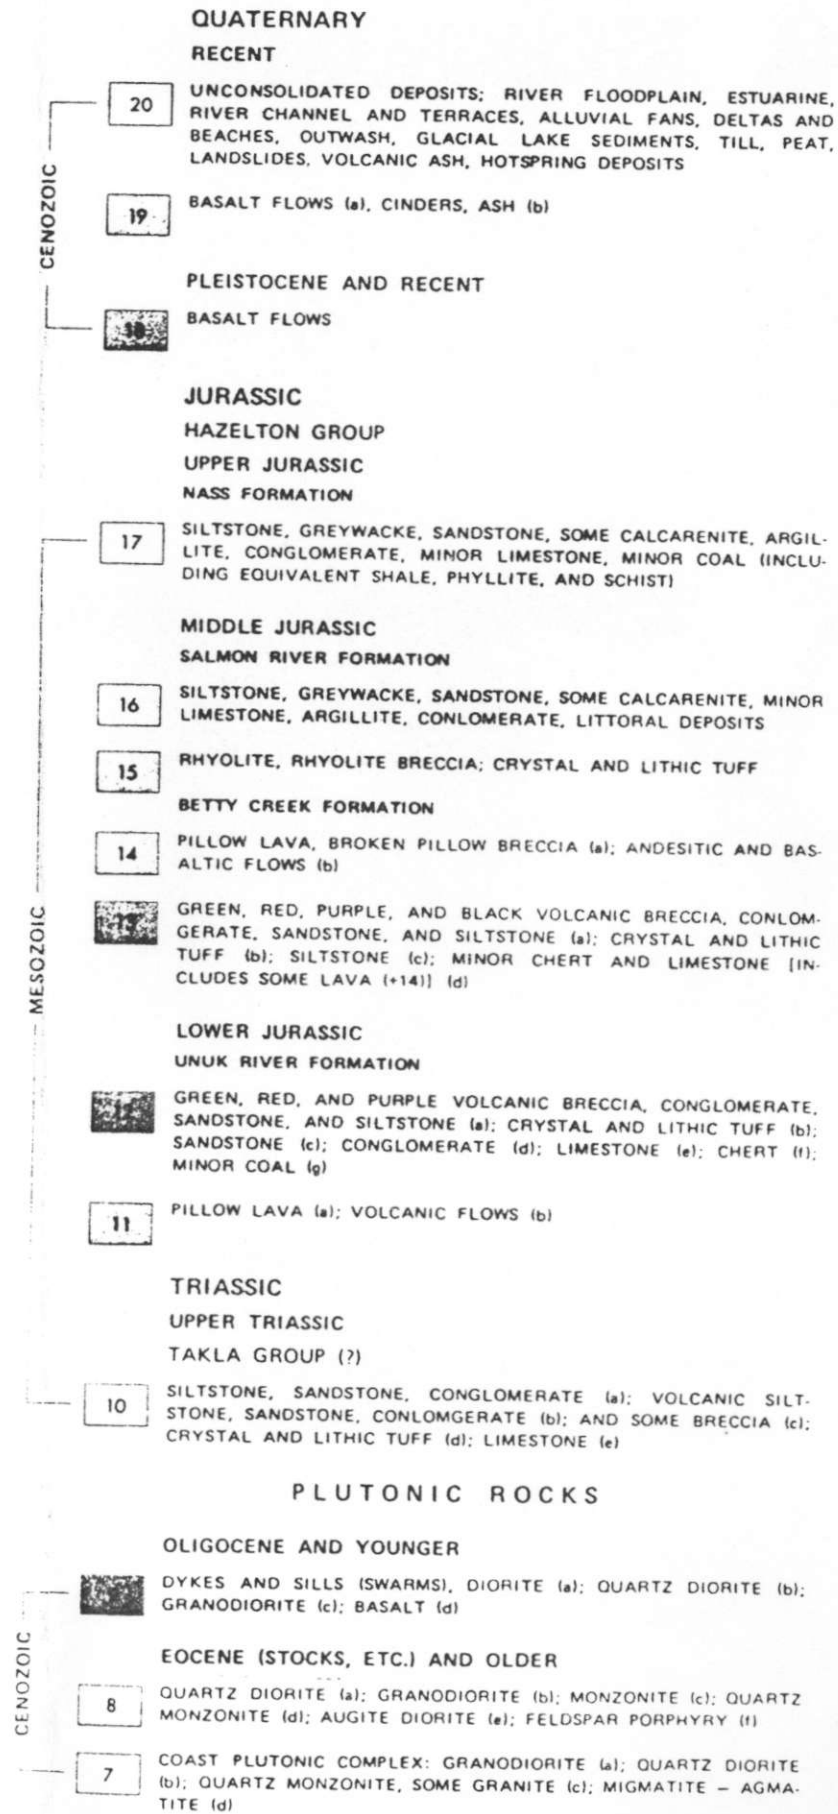 QUATERNARY
RECENT
20 UNCONSOLIDATED DEPOSITS; RIVER FLOODPLAIN, ESTUARINE,
RIVER CHANNEL AND TERRACES, ALLUVIAL FANS, DELTAS AND
BEACHES, OUTWASH, GLACIAL LAKE SEDIMENTS, TILL, PEAT,
LANDSLIDES, VOLCANIC ASH, HOTSPRING DEPOSITS
CENOZOIC
19 BASALT FLOWS (a), CINDERS, ASH (b)
PLEISTOCENE AND RECENT
18 BASALT FLOWS
JURASSIC
HAZELTON GROUP
UPPER JURASSIC
NASS FORMATION
17 SILTSTONE, GREYWACKE, SANDSTONE, SOME CALCARENITE, ARGIL-
LITE, CONGLOMERATE, MINOR LIMESTONE, MINOR COAL (INCLU-
DING EQUIVALENT SHALE, PHYLLITE, AND SCHIST)
MIDDLE JURASSIC
SALMON RIVER FORMATION
16 SILTSTONE, GREYWACKE, SANDSTONE, SOME CALCARENITE, MINOR
LIMESTONE, ARGILLITE, CONLOMERATE, LITTORAL DEPOSITS
15 RHYOLITE, RHYOLITE BRECCIA; CRYSTAL AND LITHIC TUFF
BETTY CREEK FORMATION
14 PILLOW LAVA, BROKEN PILLOW BRECCIA (a); ANDESITIC AND BAS-
ALTIC FLOWS (b)
MESOZOIC
13 GREEN, RED, PURPLE, AND BLACK VOLCANIC BRECCIA, CONLOM-
GERATE, SANDSTONE, AND SILTSTONE (a); CRYSTAL AND LITHIC
TUFF (b); SILTSTONE (c); MINOR CHERT AND LIMESTONE [IN-
CLUDES SOME LAVA (+14)] (d)
LOWER JURASSIC
UNUK RIVER FORMATION
12 GREEN, RED, AND PURPLE VOLCANIC BRECCIA, CONGLOMERATE,
SANDSTONE, AND SILTSTONE (a); CRYSTAL AND LITHIC TUFF (b);
SANDSTONE (c); CONGLOMERATE (d); LIMESTONE (e); CHERT (f);
MINOR COAL (g)
11 PILLOW LAVA (a); VOLCANIC FLOWS (b)
TRIASSIC
UPPER TRIASSIC
TAKLA GROUP (?)
10 SILTSTONE, SANDSTONE, CONGLOMERATE (a); VOLCANIC SILT-
STONE, SANDSTONE, CONLOMGERATE (b); AND SOME BRECCIA (c);
CRYSTAL AND LITHIC TUFF (d); LIMESTONE (e)
PLUTONIC ROCKS
OLIGOCENE AND YOUNGER
DYKES AND SILLS (SWARMS), DIORITE (a); QUARTZ DIORITE (b);
GRANODIORITE (c); BASALT (d)
CENOZOIC
EOCENE (STOCKS, ETC.) AND OLDER
8 QUARTZ DIORITE (a); GRANODIORITE (b); MONZONITE (c); QUARTZ
MONZONITE (d); AUGITE DIORITE (e); FELDSPAR PORPHYRY (f)
7 COAST PLUTONIC COMPLEX: GRANODIORITE (a); QUARTZ DIORITE
(b); QUARTZ MONZONITE, SOME GRANITE (c); MIGMATITE – AGMA-
TITE (d)